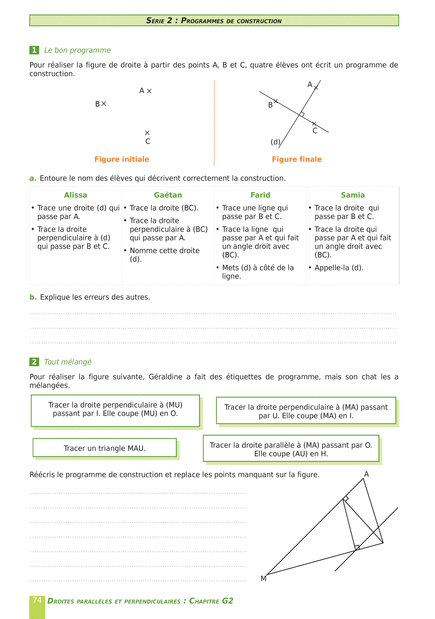 SÉRIE 2 : PROGRAMMES DE CONSTRUCTION
1 Le bon programme
Pour réaliser la figure de droite à partir des points A, B et C, quatre élèves ont écrit un programme de
construction.
A ×
B ×
×
C
Figure initiale
A
B
C
(d)
Figure finale
a. Entoure le nom des élèves qui décrivent correctement la construction.
Alissa
• Trace une droite (d) qui
passe par A.
• Trace la droite
perpendiculaire à (d)
qui passe par B et C.
Gaëtan
• Trace la droite (BC).
• Trace la droite
perpendiculaire à (BC)
qui passe par A.
• Nomme cette droite
(d).
Farid
• Trace une ligne qui
passe par B et C.
• Trace la ligne qui
passe par A et qui fait
un angle droit avec
(BC).
• Mets (d) à côté de la
ligne.
Samia
• Trace la droite qui
passe par B et C.
• Trace la droite qui
passe par A et qui fait
un angle droit avec
(BC).
• Appelle-la (d).
b. Explique les erreurs des autres.
2 Tout mélangé
Pour réaliser la figure suivante, Géraldine a fait des étiquettes de programme, mais son chat les a
mélangées.
Tracer la droite perpendiculaire à (MU)
passant par I. Elle coupe (MU) en O.
Tracer la droite perpendiculaire à (MA) passant
par U. Elle coupe (MA) en I.
Tracer un triangle MAU.
Tracer la droite parallèle à (MA) passant par O.
Elle coupe (AU) en H.
Réécris le programme de construction et replace les points manquant sur la figure.
A
M
74 DROITES PARALLÈLES ET PERPENDICULAIRES : CHAPITRE G2